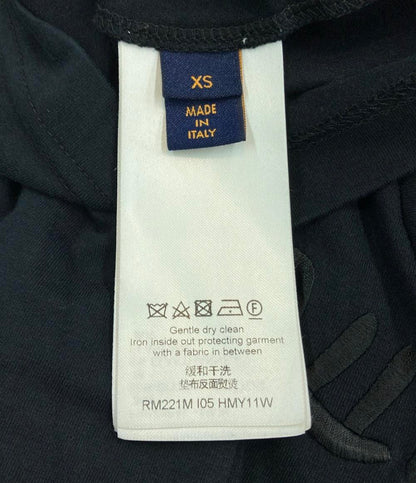 XS
MADE
IN
ITALY
F
Gentle dry clean
Iron inside out protecting garment
with a fabric in between
缓和干洗
垫布反面熨烫
RM221M I05 HMY11W